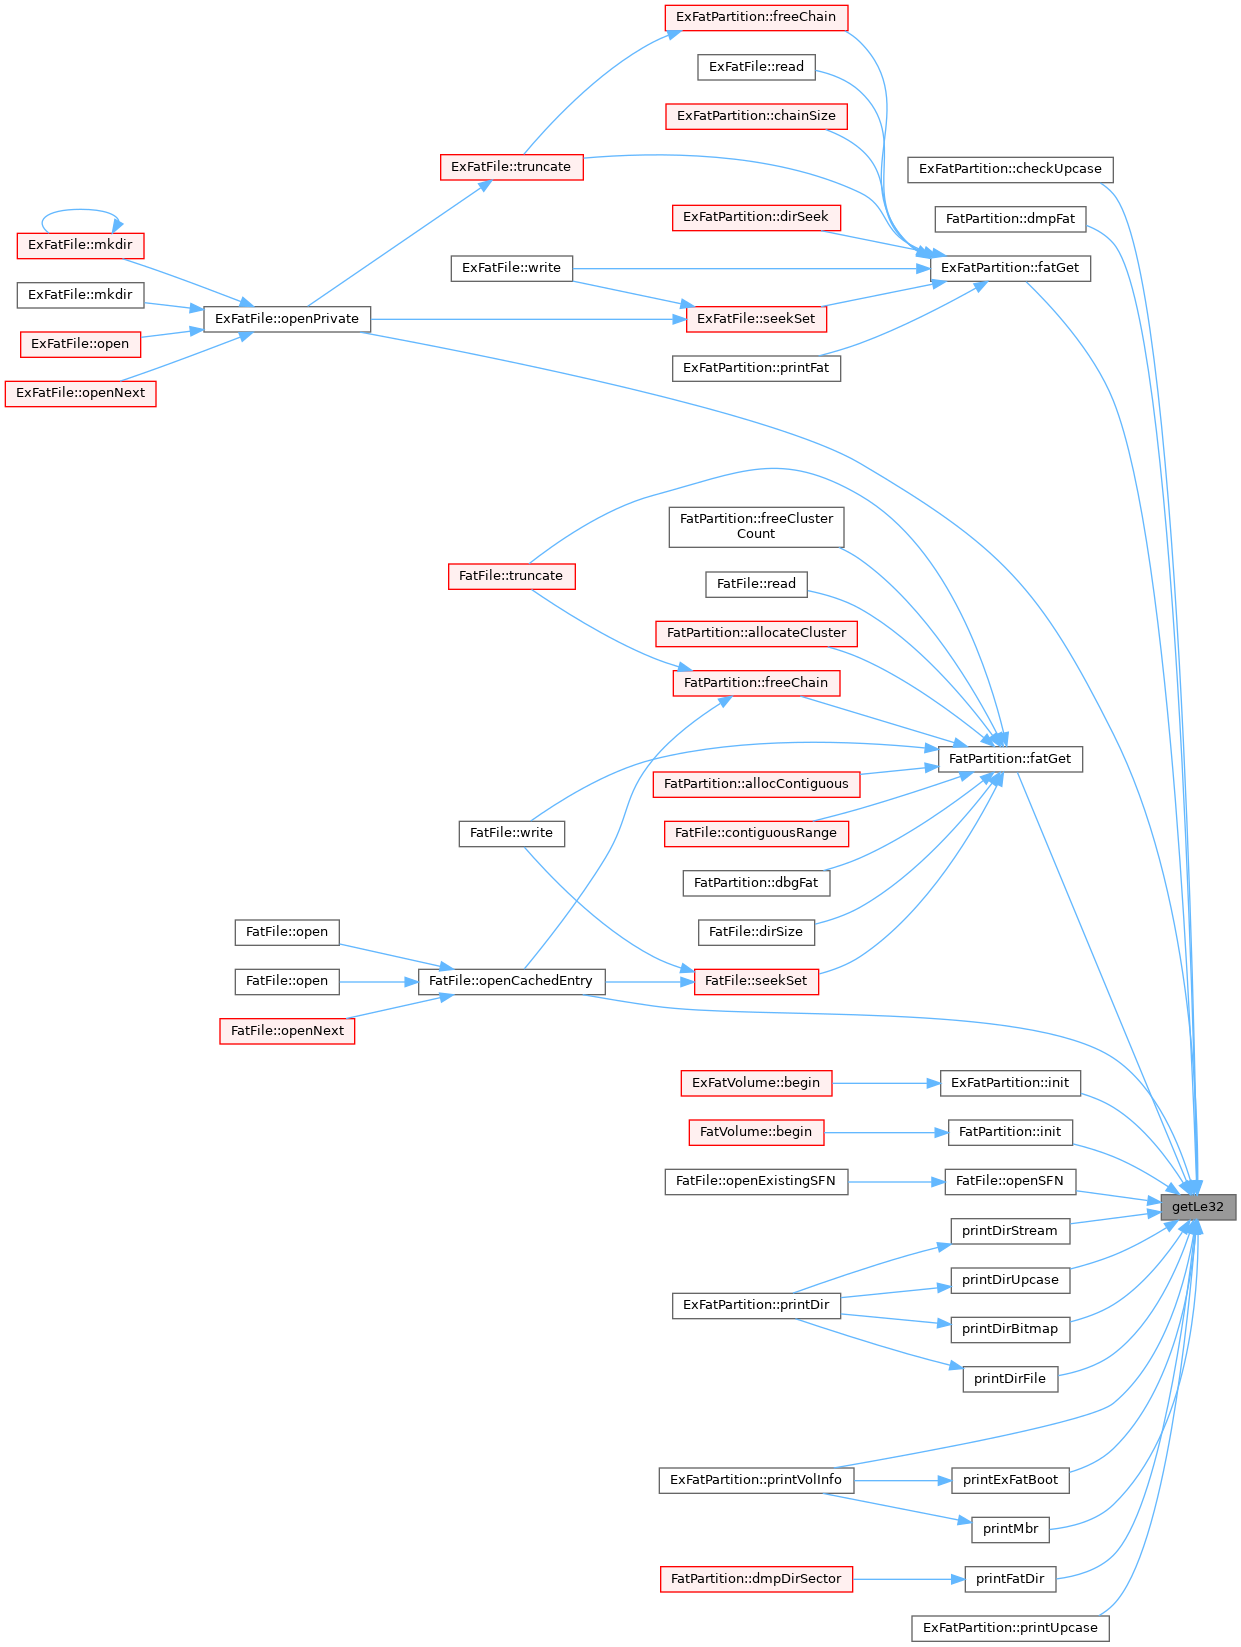 ExFatPartition::freeChain
ExFatFile::read
ExFatPartition::chainSize
ExFatFile::truncate
ExFatPartition::checkUpcase
ExFatPartition::dirSeek
FatPartition::dmpFat
ExFatFile::mkdir
ExFatFile::write
ExFatPartition::fatGet
ExFatFile::mkdir
ExFatFile::openPrivate
ExFatFile::seekSet
ExFatFile::open
ExFatPartition::printFat
ExFatFile::openNext
FatPartition::freeCluster
Count
FatFile::truncate
FatFile::read
FatPartition::allocateCluster
FatPartition::freeChain
FatPartition::fatGet
FatPartition::allocContiguous
FatFile::write
FatFile::contiguousRange
FatPartition::dbgFat
FatFile::open
FatFile::dirSize
FatFile::open
FatFile::openCachedEntry
FatFile::seekSet
FatFile::openNext
ExFatVolume::begin
ExFatPartition::init
FatVolume::begin
FatPartition::init
FatFile::openExistingSFN
FatFile::openSFN
getLe32
printDirStream
printDirUpcase
ExFatPartition::printDir
printDirBitmap
printDirFile
ExFatPartition::printVolInfo
printExFatBoot
printMbr
FatPartition::dmpDirSector
printFatDir
ExFatPartition::printUpcase